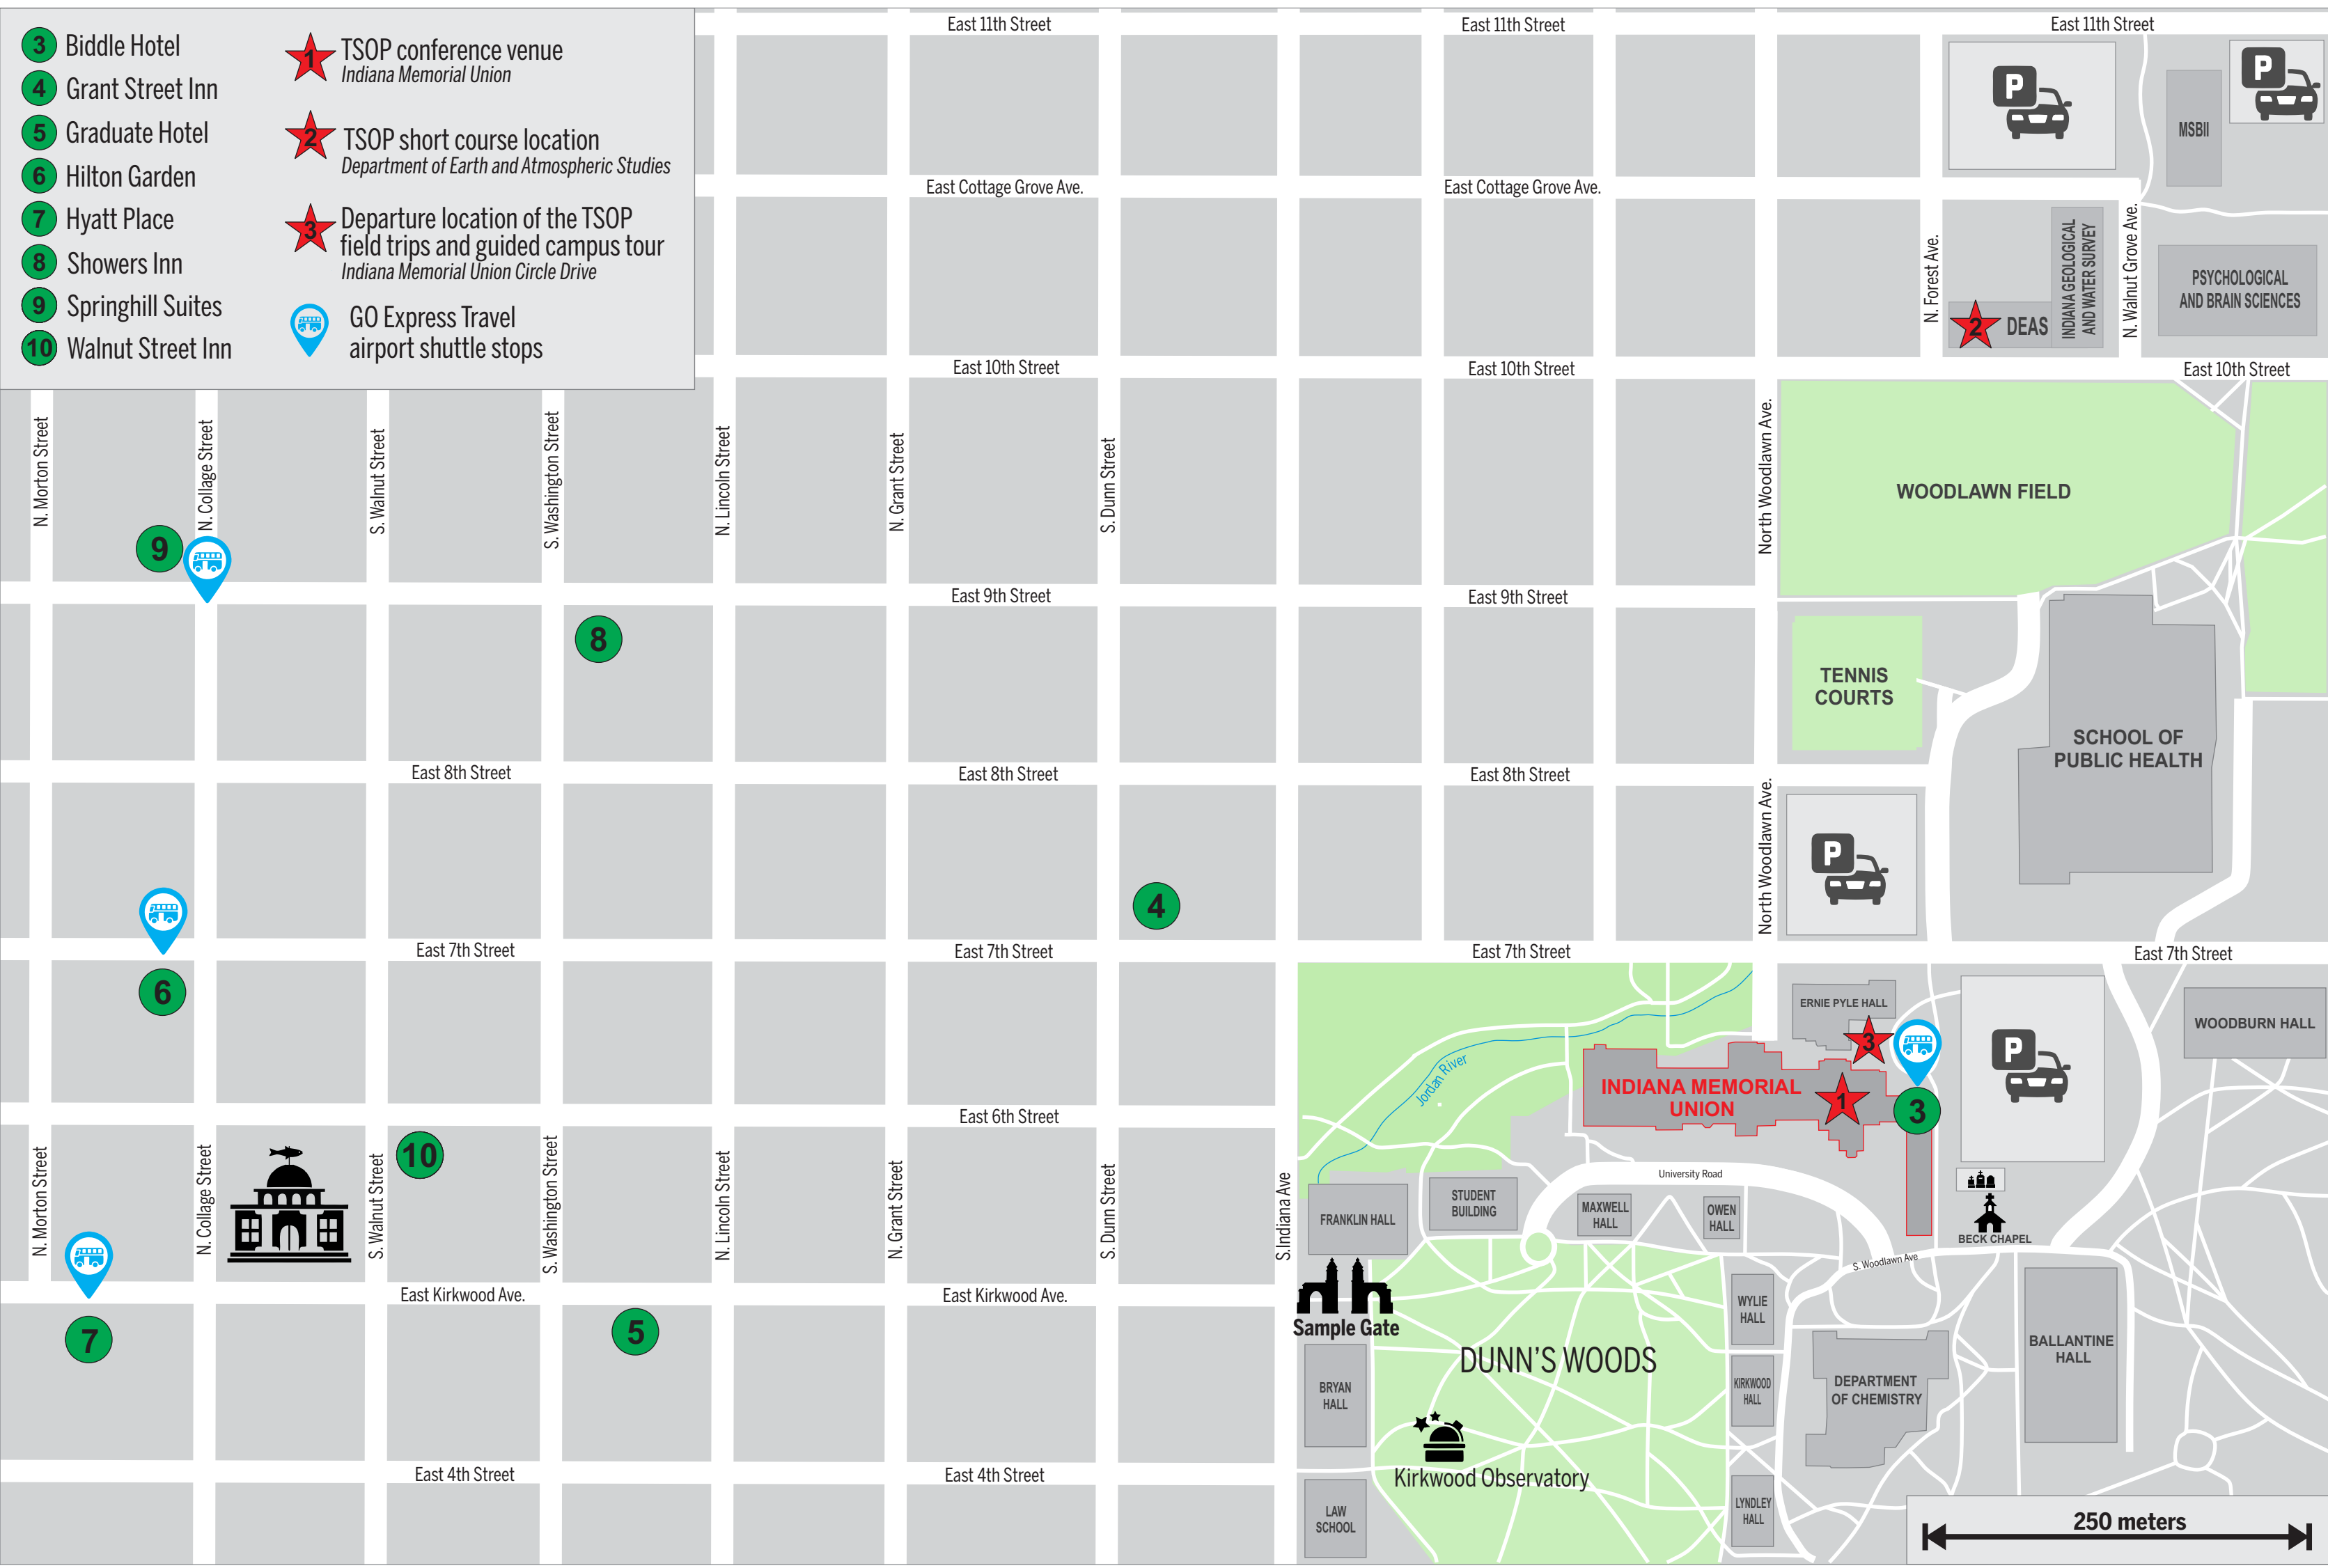 3 Biddle Hotel
4 Grant Street Inn
5 Graduate Hotel
6 Hilton Garden
7 Hyatt Place
8 Showers Inn
9 Springhill Suites
10 Walnut Street Inn
1 TSOP conference venue
Indiana Memorial Union
2 TSOP short course location
Department of Earth and Atmospheric Studies
3 Departure location of the TSOP
field trips and guided campus tour
Indiana Memorial Union Circle Drive
GO Express Travel
airport shuttle stops
East 11th Street
East 11th Street
East 11th Street
P
P
MSBII
East Cottage Grove Ave.
East Cottage Grove Ave.
N. Forest Ave.
INDIANA GEOLOGICAL
AND WATER SURVEY
N. Walnut Grove Ave.
PSYCHOLOGICAL
AND BRAIN SCIENCES
2
DEAS
East 10th Street
East 10th Street
East 10th Street
N. Morton Street
N. Collage Street
S. Walnut Street
S. Washington Street
N. Lincoln Street
N. Grant Street
S. Dunn Street
North Woodlawn Ave.
WOODLAWN FIELD
9
East 9th Street
East 9th Street
8
TENNIS
COURTS
SCHOOL OF
PUBLIC HEALTH
East 8th Street
East 8th Street
East 8th Street
North Woodlawn Ave.
P
4
East 7th Street
East 7th Street
East 7th Street
East 7th Street
6
ERNIE PYLE HALL
3
WOODBURN HALL
P
Jordan River
INDIANA MEMORIAL
UNION
1
3
East 6th Street
10
N. Morton Street
N. Collage Street
S. Walnut Street
S. Washington Street
N. Lincoln Street
N. Grant Street
S. Dunn Street
S.Indiana Ave
University Road
FRANKLIN HALL
STUDENT
BUILDING
MAXWELL
HALL
OWEN
HALL
BECK CHAPEL
S. Woodlawn Ave
East Kirkwood Ave.
East Kirkwood Ave.
7
5
Sample Gate
WYLIE
HALL
DUNN'S WOODS
BALLANTINE
HALL
BRYAN
HALL
KIRKWOOD
HALL
DEPARTMENT
OF CHEMISTRY
East 4th Street
East 4th Street
Kirkwood Observatory
LAW
SCHOOL
LYNDLEY
HALL
250 meters